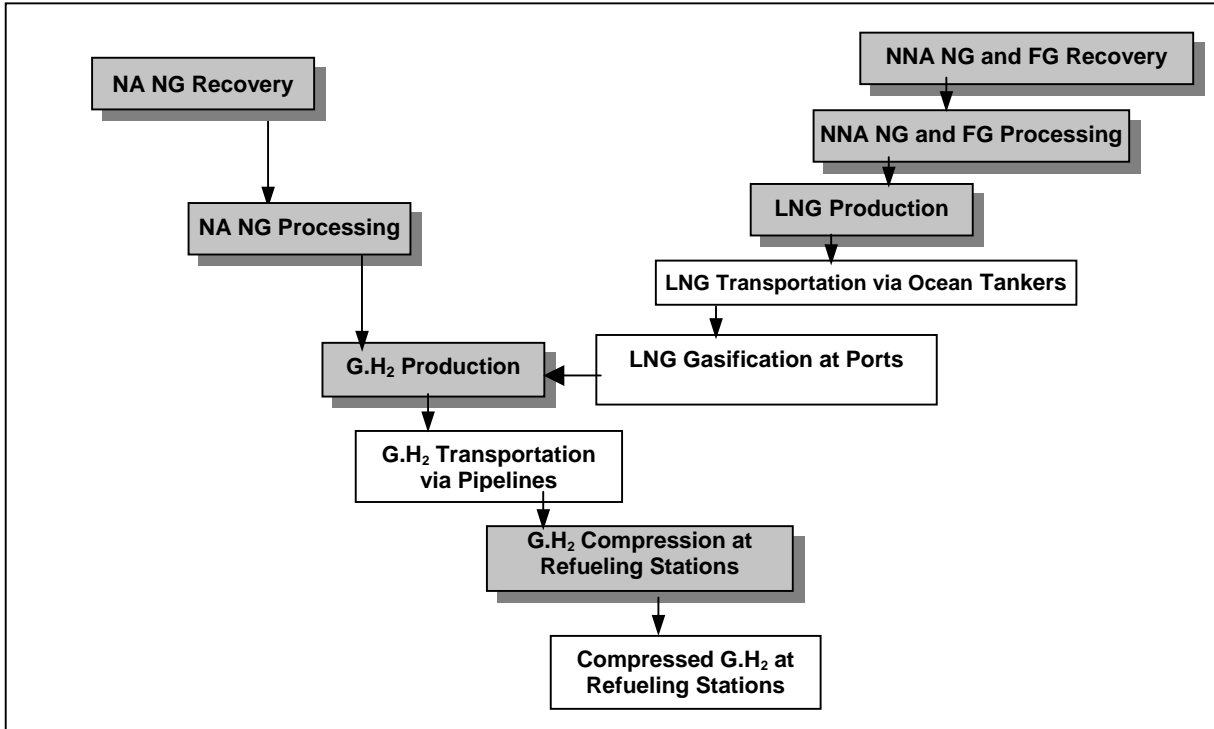 NA NG Recovery
NNA NG and FG Recovery
NNA NG and FG Processing
LNG Production
NA NG Processing
LNG Transportation via Ocean Tankers
LNG Gasification at Ports
G.H₂ Production
G.H₂ Transportation
via Pipelines
G.H₂ Compression at
Refueling Stations
Compressed G.H₂ at
Refueling Stations